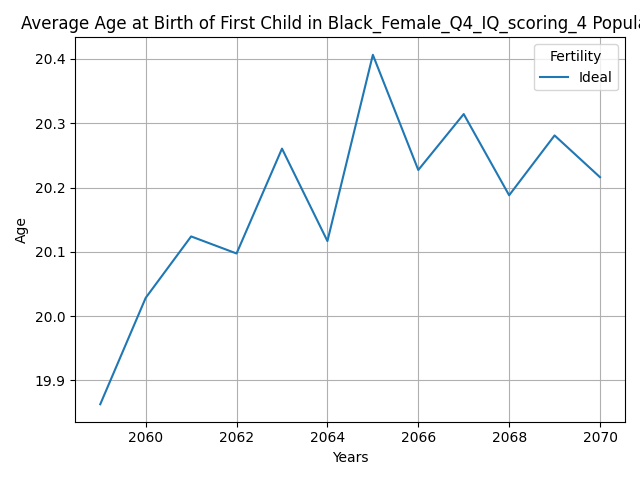 Average Age at Birth of First Child in Black_Female_Q4_IQ_scoring_4 Popula
Fertility
Ideal
20.4
20.3
20.2
20.1
20.0
19.9
Age
2060 2062 2064 2066 2068 2070
Years